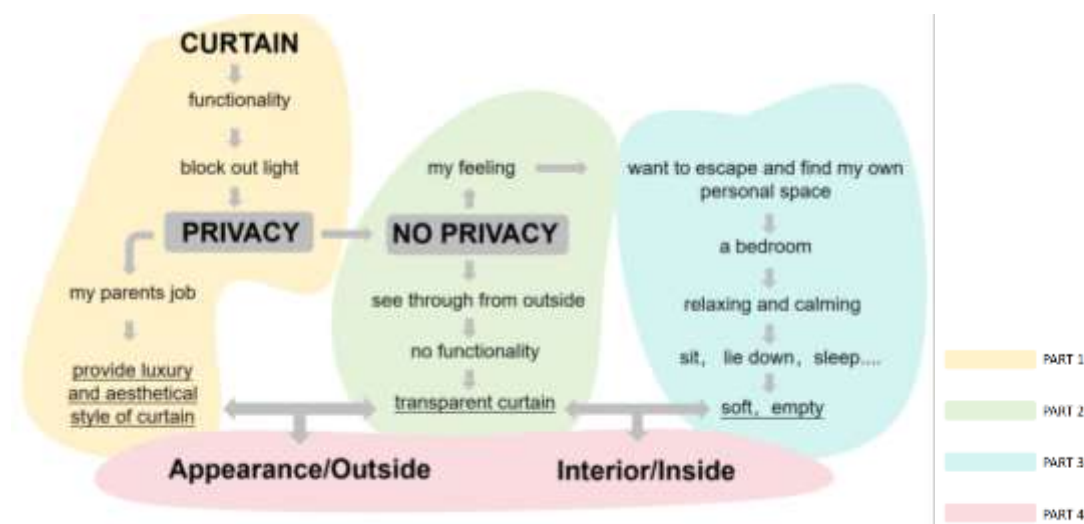 CURTAIN
functionality
block out light
PRIVACY
my parents job
provide luxury
and aesthetical
style of curtain
my feeling
NO PRIVACY
see through from outside
no functionality
transparent curtain
want to escape and find my own
personal space
a bedroom
relaxing and calming
sit, lie down, sleep....
soft, empty
Appearance/Outside
Interior/Inside
PART 1
PART 2
PART 3
PART 4